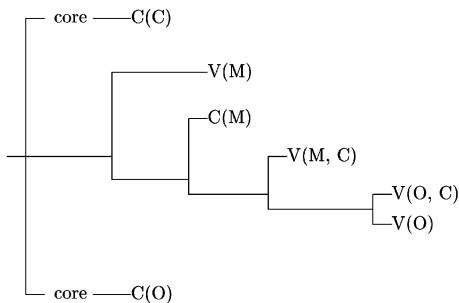 core C(C)
V(M)
C(M)
V(M, C)
V(O, C)
V(O)
core C(O)